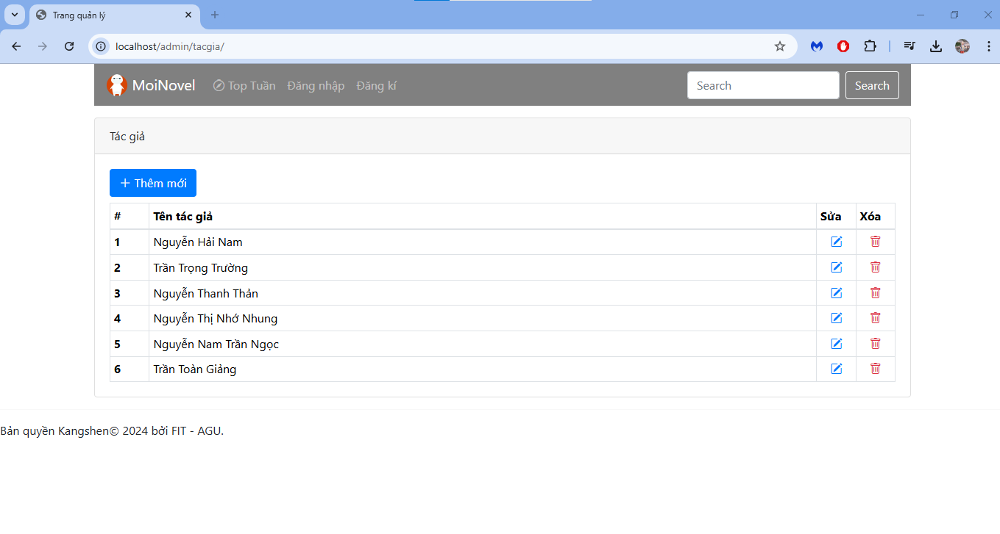 Trang quản lý
localhost/admin/tacgia/
MoiNovel Top Tuần Đăng nhập Đăng kí Search Search
Tác giả
Thêm mới
# Tên tác giả Sửa Xóa
1 Nguyễn Hải Nam
2 Trần Trọng Trường
3 Nguyễn Thanh Thản
4 Nguyễn Thị Nhớ Nhung
5 Nguyễn Nam Trần Ngọc
6 Trần Toàn Giảng
Bản quyền Kangshen© 2024 bởi FIT - AGU.